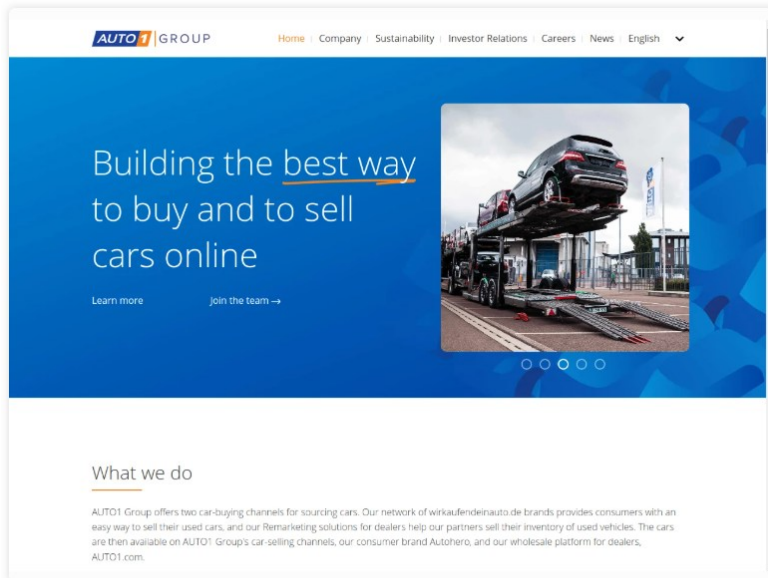 AUTO1 GROUP
Home Company Sustainability Investor Relations Careers News English
Building the best way
to buy and to sell
cars online
Learn more Join the team →
What we do
AUTO1 Group offers two car-buying channels for sourcing cars. Our network of wirkaufendeinauto.de brands provides consumers with an
easy way to sell their used cars, and our Remarketing solutions for dealers help our partners sell their inventory of used vehicles. The cars
are then available on AUTO1 Group's car-selling channels, our consumer brand Autohero, and our wholesale platform for dealers,
AUTO1.com.